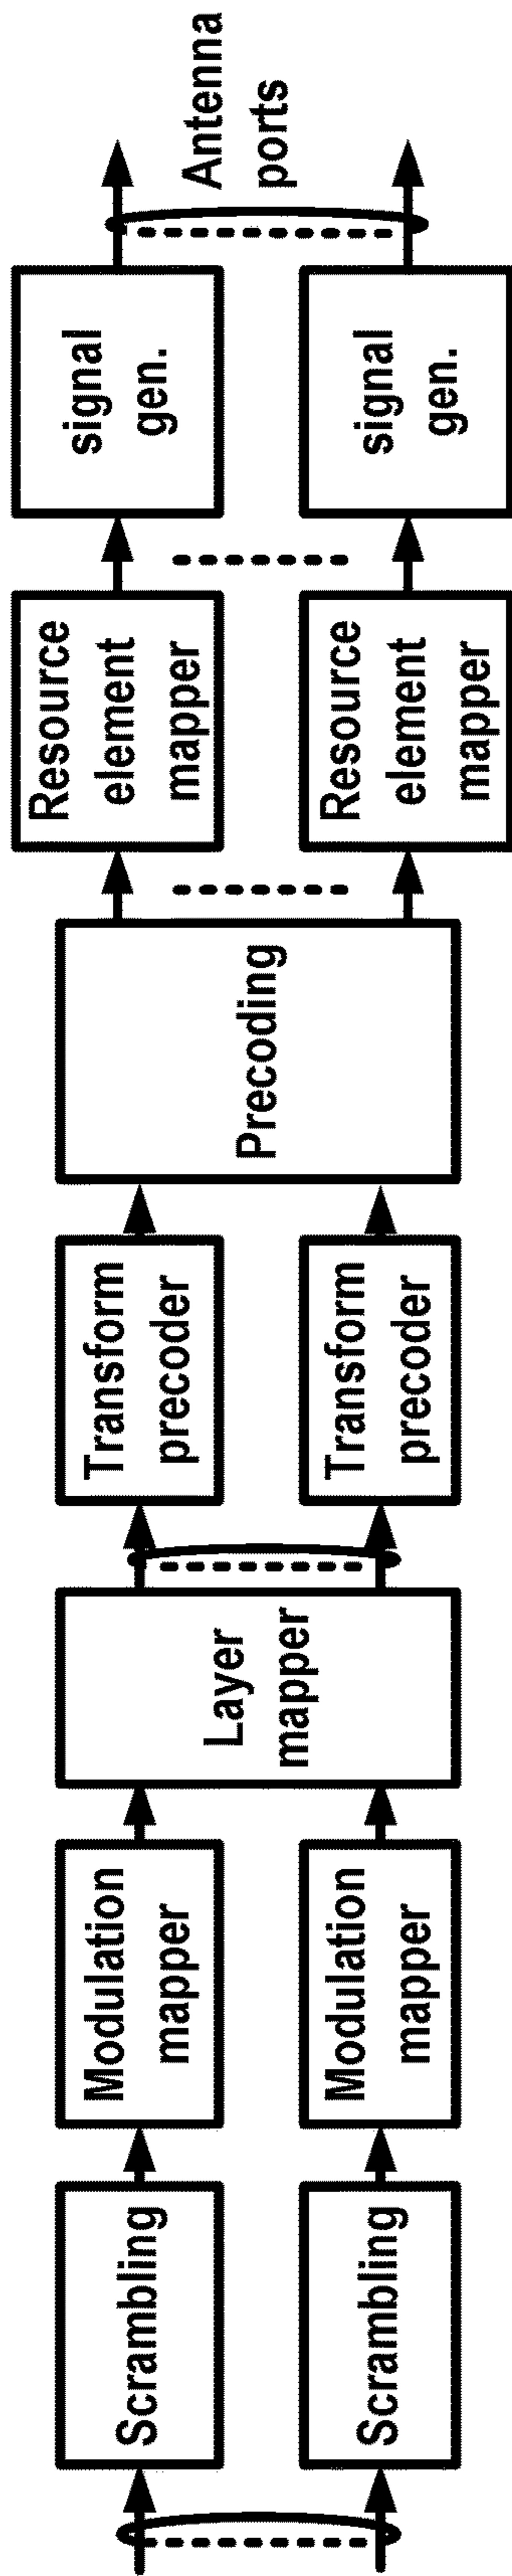 Scrambling
Modulation
mapper
Layer
mapper
Transform
precoder
Precoding
Resource
element
mapper
signal
gen.
Antenna
ports
Scrambling
Modulation
mapper
Transform
precoder
Resource
element
mapper
signal
gen.